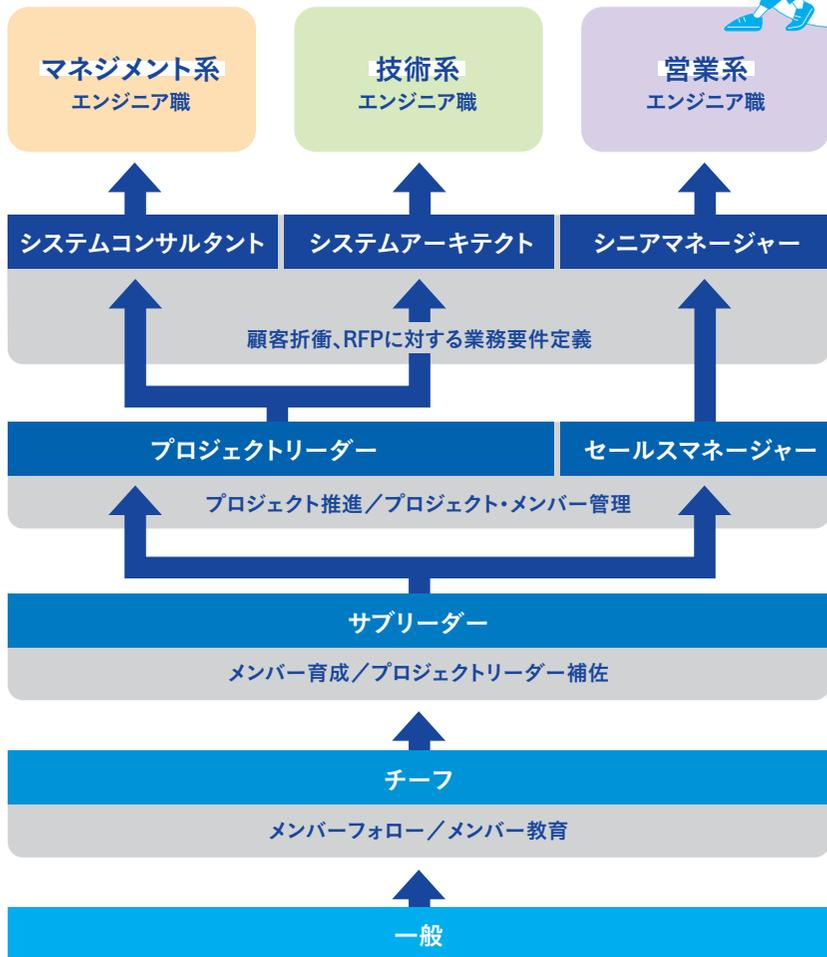 マネジメント系
エンジニア職
技術系
エンジニア職
営業系
エンジニア職
システムコンサルタント
システムアーキテクト
シニアマネージャー
顧客折衝、RFPに対する業務要件定義
プロジェクトリーダー
セールスマネージャー
プロジェクト推進／プロジェクト・メンバー管理
サブリーダー
メンバー育成／プロジェクトリーダー補佐
チーフ
メンバーフォロー／メンバー教育
一般